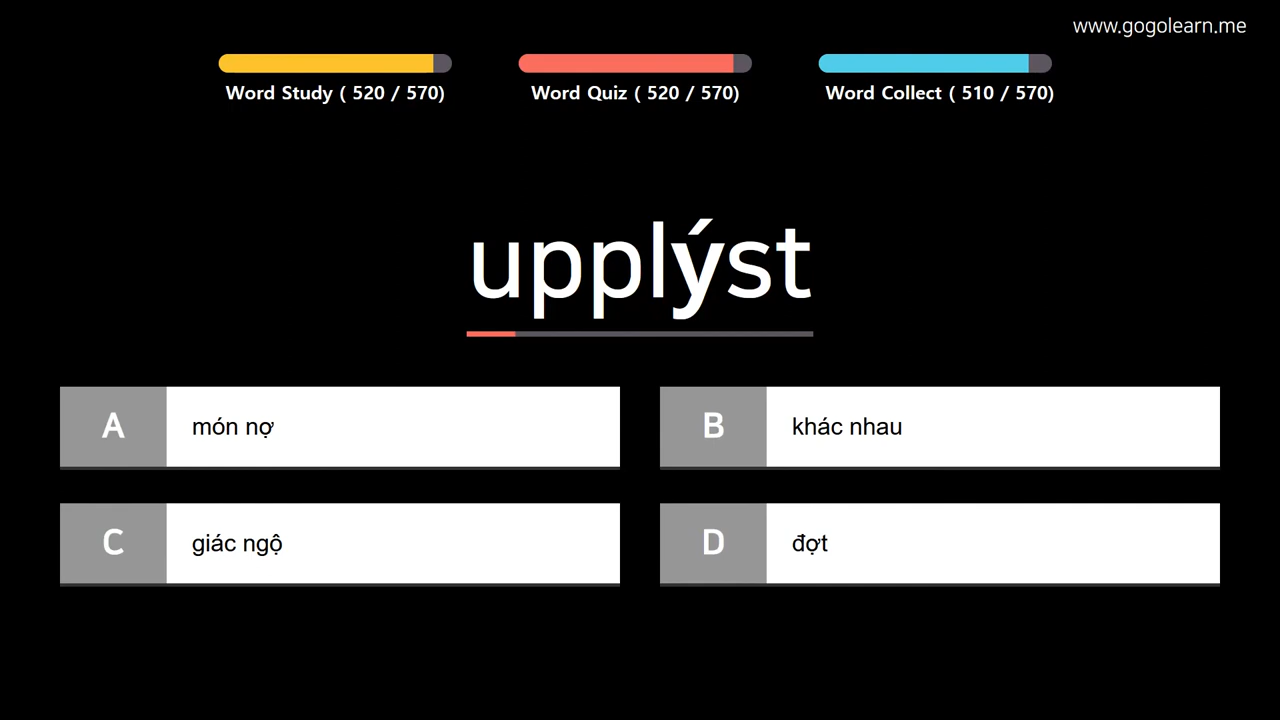 www.gogolearn.me
Word Study ( 520 / 570)
Word Quiz ( 520 / 570)
Word Collect ( 510 / 570)
upplýst
A
món nợ
B
khác nhau
C
giác ngộ
D
đợt